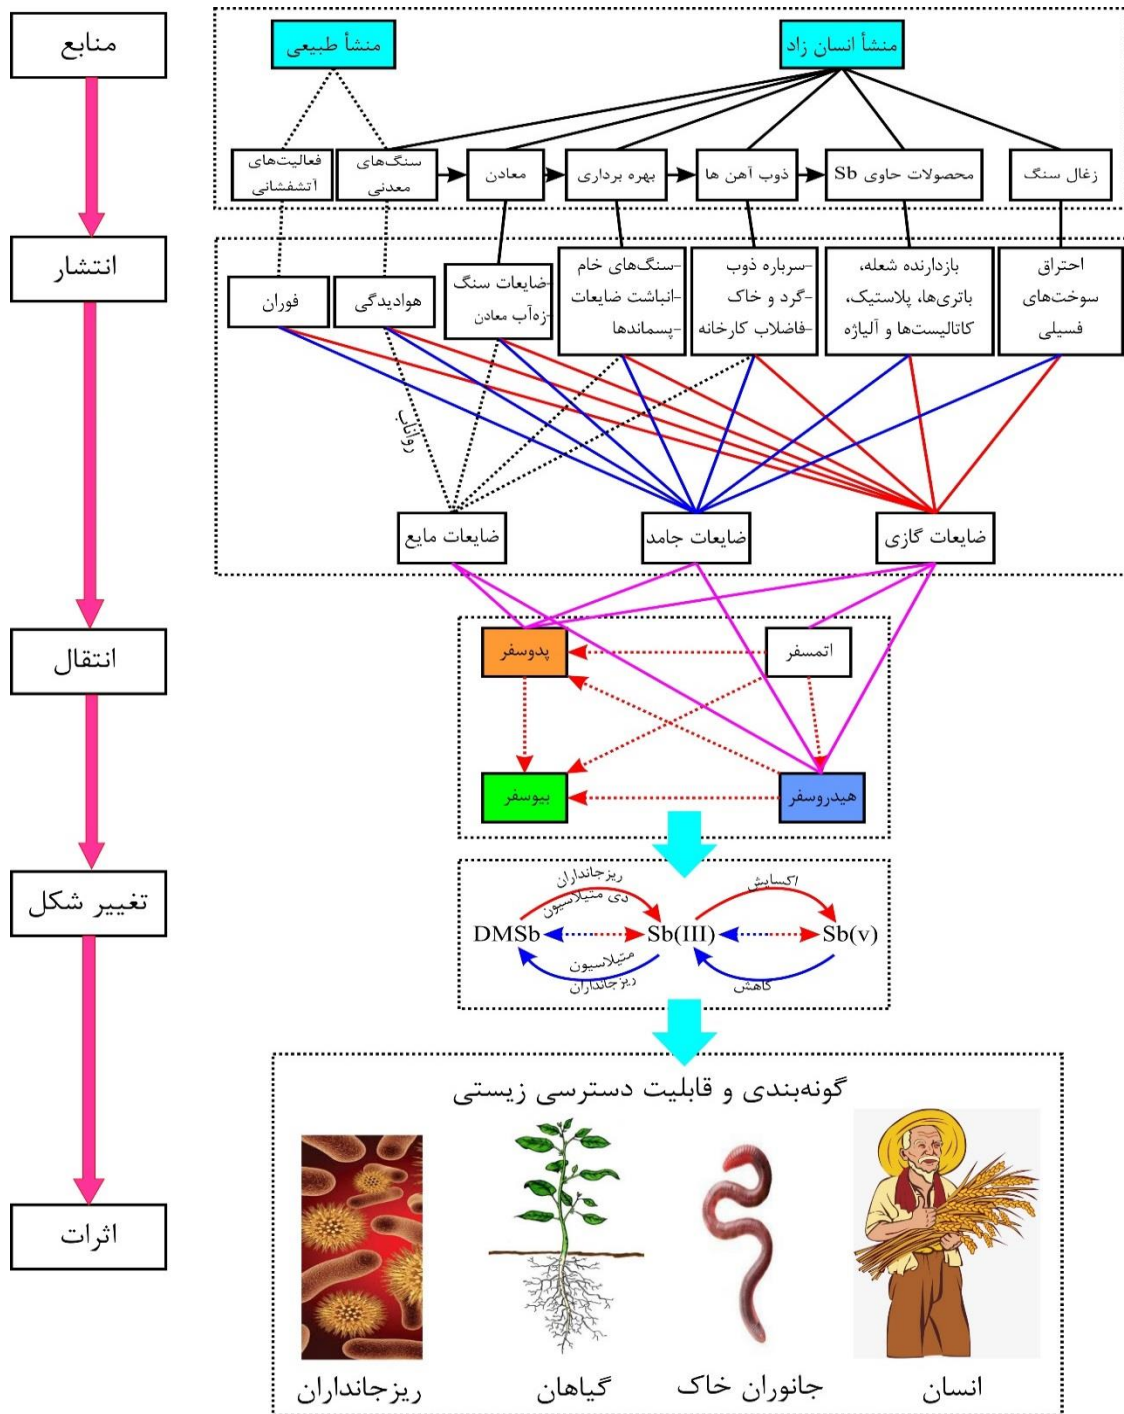 منابع
منشأ انسان زاد
منشأ طبیعی
زغال سنگ
محصولات حاوی Sb
ذوب آهن ها
بهره برداری
معادن
سنگ‌های
معدنی
فعالیت‌های
آتشفشانی
انتشار
احتراق
سوخت‌های
فسیلی
بازدارنده شعله،
باتری‌ها، پلاستیک،
کاتالیست‌ها و آلیاژه
-سرباره ذوب
-گرد و خاک
-فاضلاب کارخانه
-سنگ‌های خام
-انباشت ضایعات
-پسماندها
-ضایعات سنگ
-زه‌آب معادن
هوادیدگی
فوران
رواناب
ضایعات گازی
ضایعات جامد
ضایعات مایع
انتقال
اتمسفر
پدوسفر
هیدروسفر
بیوسفر
تغییر شکل
ریزجانداران
دی متیلاسیون
اکسایش
DMSb
Sb(III)
Sb(v)
متیلاسیون
ریزجانداران
کاهش
اثرات
گونه‌بندی و قابلیت دسترسی زیستی
انسان
جانوران خاک
گیاهان
ریزجانداران